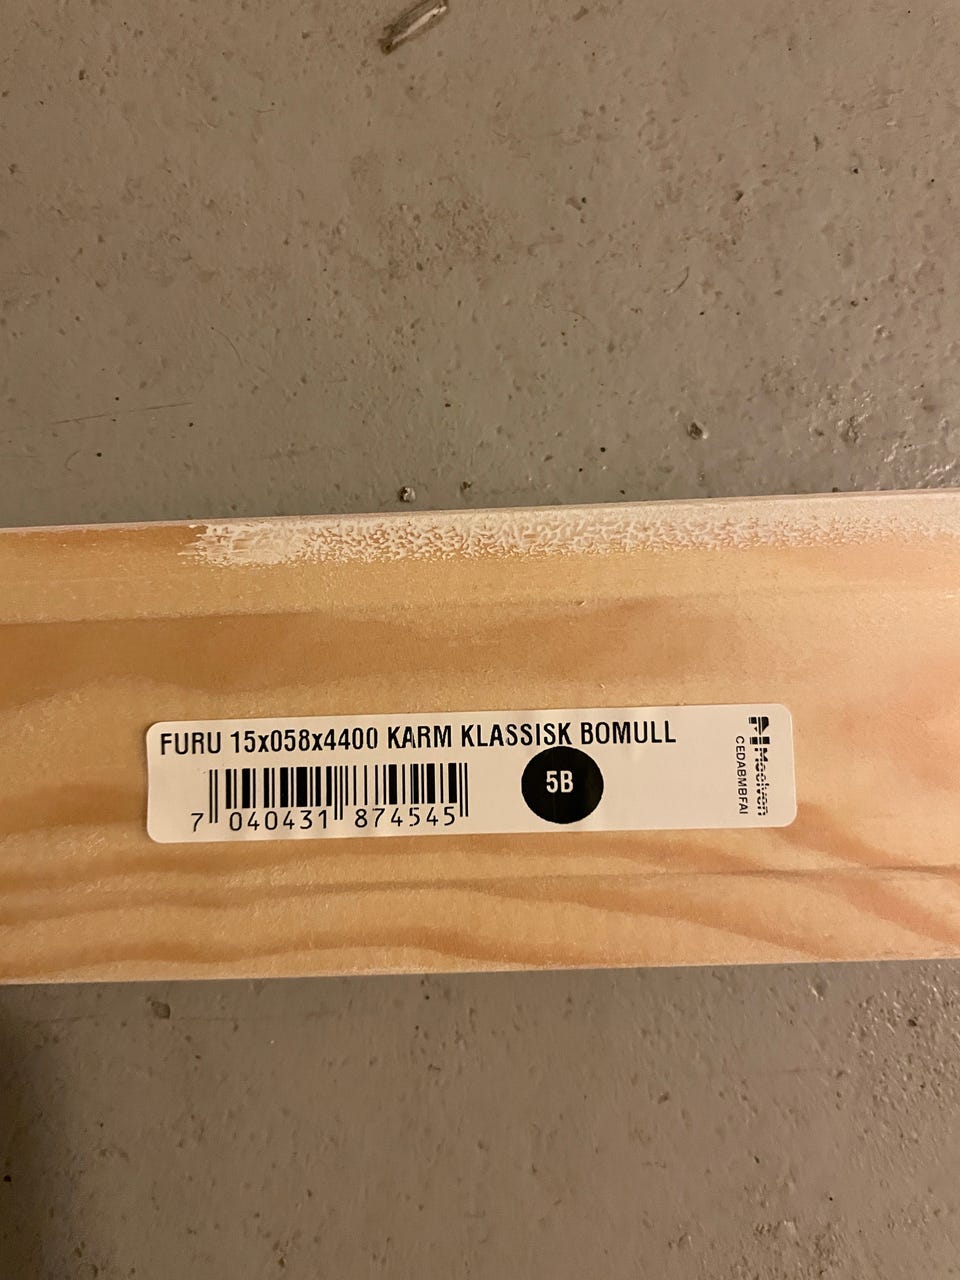 FURU 15x058x4400 KARM KLASSISK BOMULL
7 040431 874545
5B
Moelven
CEDABMBFAI